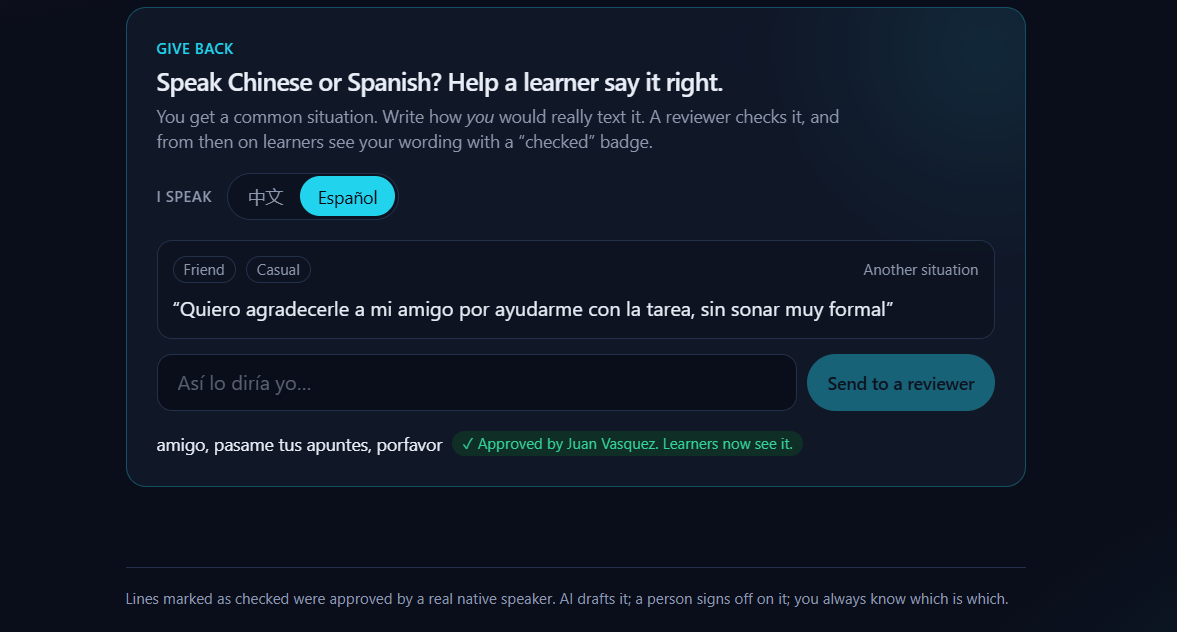 GIVE BACK
Speak Chinese or Spanish? Help a learner say it right.
You get a common situation. Write how you would really text it. A reviewer checks it, and
from then on learners see your wording with a “checked” badge.
I SPEAK 中文 Español
Friend Casual Another situation
“Quiero agradecerle a mi amigo por ayudarme con la tarea, sin sonar muy formal”
Así lo diría yo... Send to a reviewer
amigo, pasame tus apuntes, porfavor ✓ Approved by Juan Vasquez. Learners now see it.
Lines marked as checked were approved by a real native speaker. AI drafts it; a person signs off on it; you always know which is which.